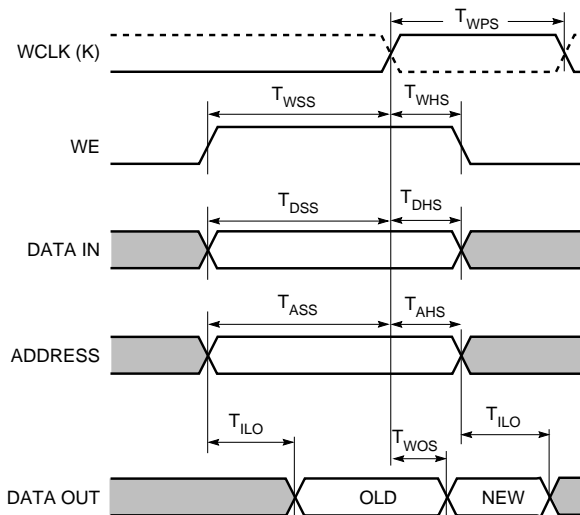 T_WPS
WCLK (K)
T_WSS T_WHS
WE
T_DSS T_DHS
DATA IN
T_ASS T_AHS
ADDRESS
T_ILO T_WOS T_ILO
DATA OUT OLD NEW